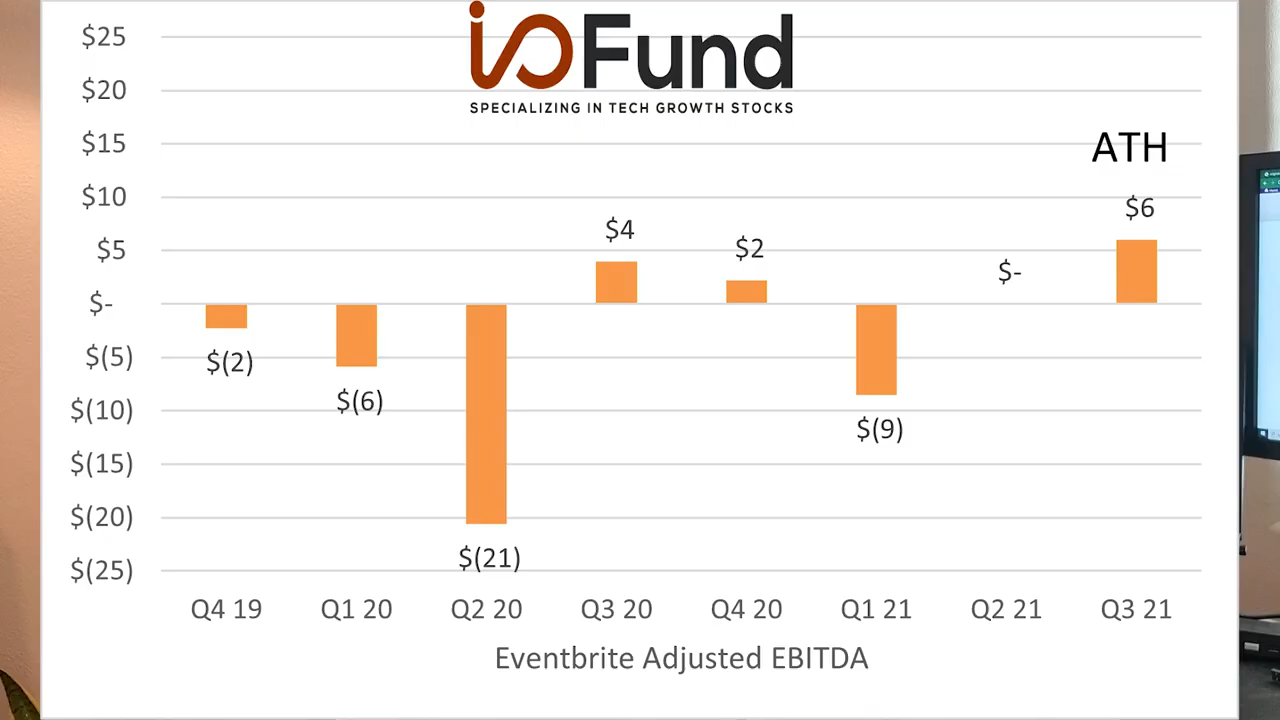 ioFund
SPECIALIZING IN TECH GROWTH STOCKS
$25
$20
$15
$10
$5
$-
$(5)
$(10)
$(15)
$(20)
$(25)
ATH
$(2)
$(6)
$(21)
$4
$2
$(9)
$-
$6
Q4 19
Q1 20
Q2 20
Q3 20
Q4 20
Q1 21
Q2 21
Q3 21
Eventbrite Adjusted EBITDA